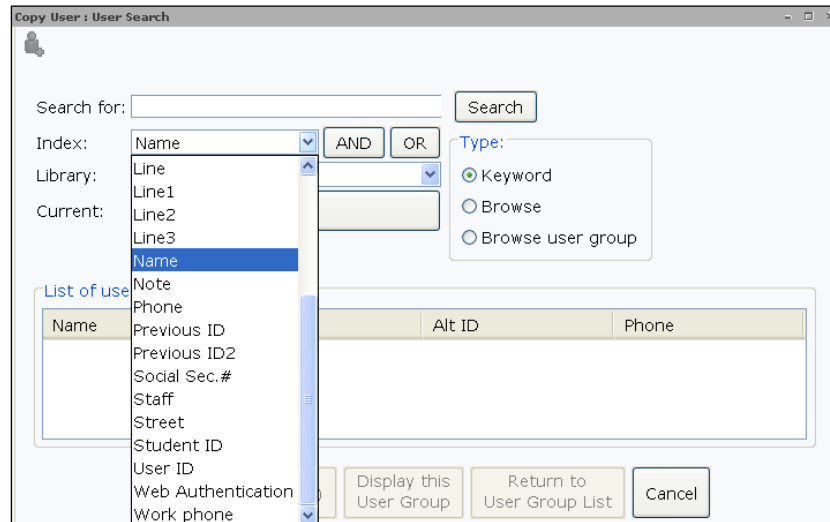 Copy User : User Search
Search for:
Search
Index:
Name
AND
OR
Type:
Library:
Keyword
Current:
Browse
Browse user group
Line
Line1
Line2
Line3
Name
Note
Phone
Previous ID
Previous ID2
Social Sec.#
Staff
Street
Student ID
User ID
Web Authentication
Work phone
List of use
Name
Alt ID
Phone
Display this
User Group
Return to
User Group List
Cancel